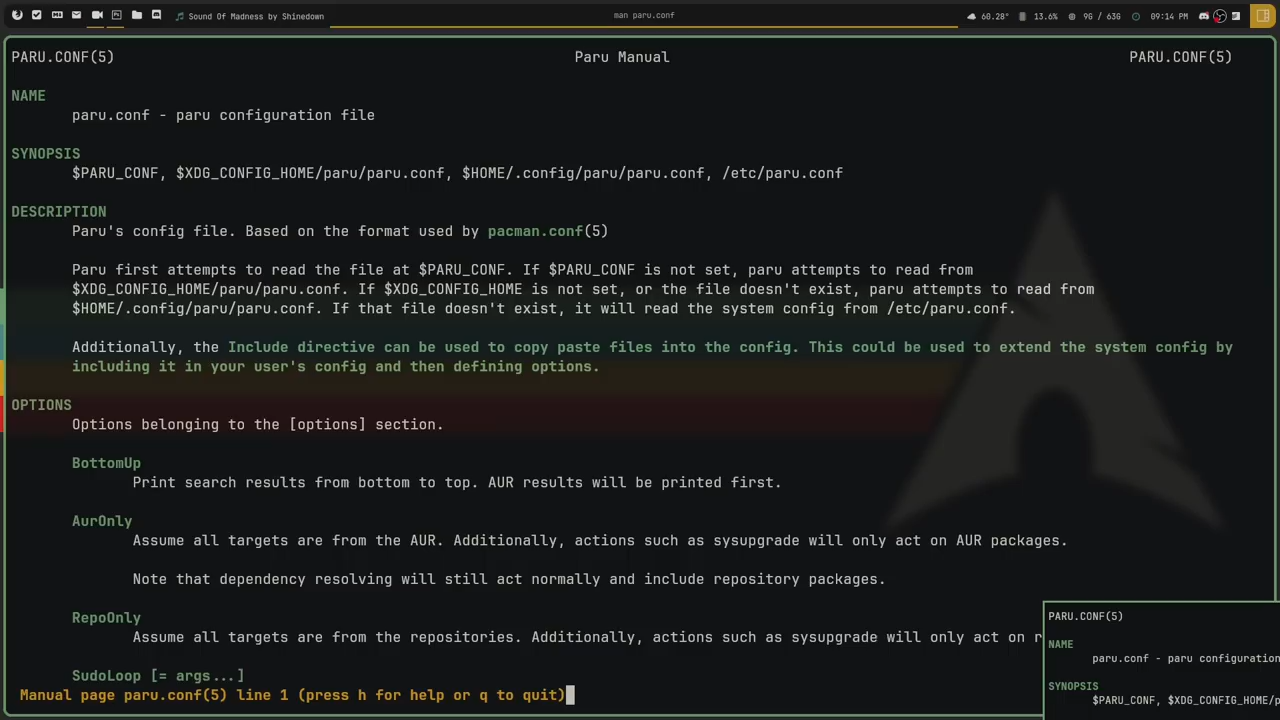 Sound Of Madness by Shinedown
man paru.conf
60.28° 13.6% 9G / 63G 09:14 PM
PARU.CONF(5) Paru Manual PARU.CONF(5)
NAME
paru.conf - paru configuration file
SYNOPSIS
$PARU_CONF, $XDG_CONFIG_HOME/paru/paru.conf, $HOME/.config/paru/paru.conf, /etc/paru.conf
DESCRIPTION
Paru's config file. Based on the format used by pacman.conf(5)
Paru first attempts to read the file at $PARU_CONF. If $PARU_CONF is not set, paru attempts to read from
$XDG_CONFIG_HOME/paru/paru.conf. If $XDG_CONFIG_HOME is not set, or the file doesn't exist, paru attempts to read from
$HOME/.config/paru/paru.conf. If that file doesn't exist, it will read the system config from /etc/paru.conf.
Additionally, the Include directive can be used to copy paste files into the config. This could be used to extend the system config by
including it in your user's config and then defining options.
OPTIONS
Options belonging to the [options] section.
BottomUp
Print search results from bottom to top. AUR results will be printed first.
AurOnly
Assume all targets are from the AUR. Additionally, actions such as sysupgrade will only act on AUR packages.
Note that dependency resolving will still act normally and include repository packages.
RepoOnly
Assume all targets are from the repositories. Additionally, actions such as sysupgrade will only act on r
SudoLoop [= args...]
Manual page paru.conf(5) line 1 (press h for help or q to quit)
PARU.CONF(5)
NAME
paru.conf - paru configuration
SYNOPSIS
$PARU_CONF, $XDG_CONFIG_HOME/p